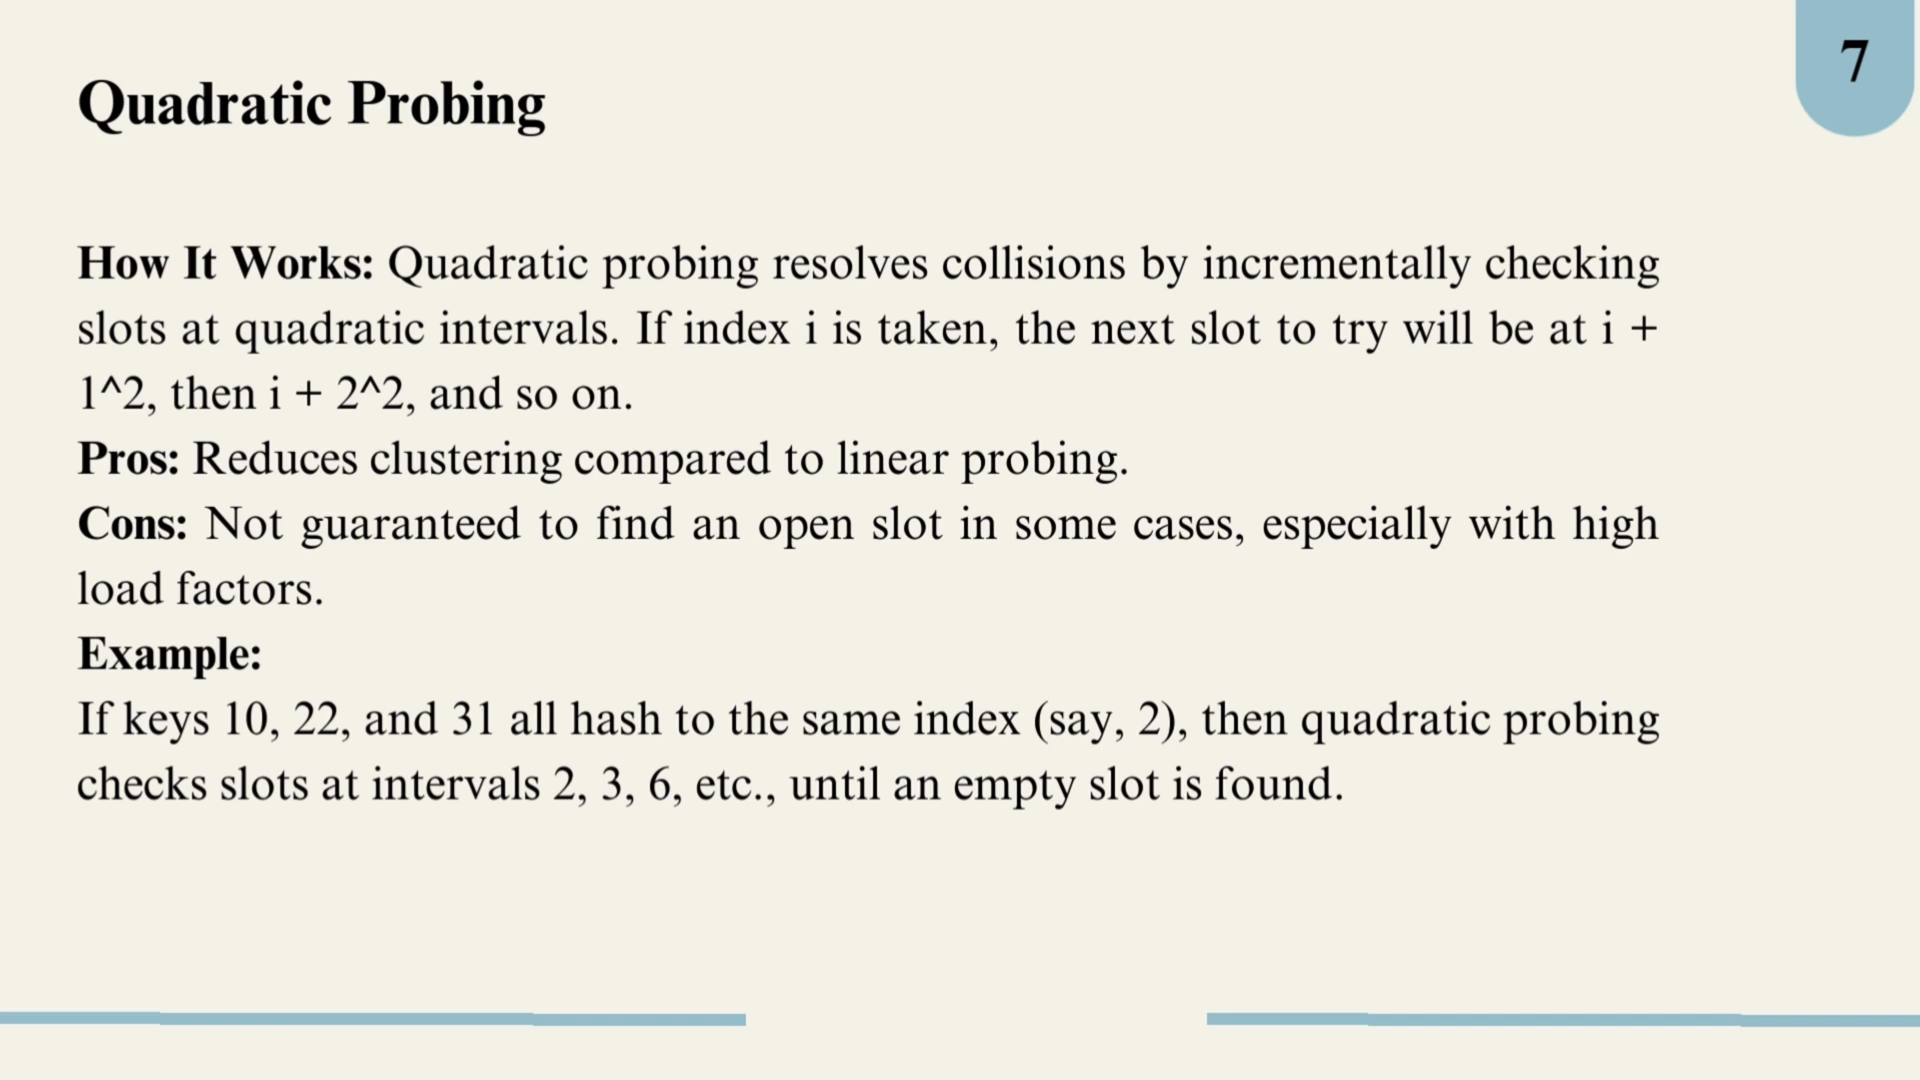 7
Quadratic Probing
How It Works: Quadratic probing resolves collisions by incrementally checking
slots at quadratic intervals. If index i is taken, the next slot to try will be at i +
1^2, then i + 2^2, and so on.
Pros: Reduces clustering compared to linear probing.
Cons: Not guaranteed to find an open slot in some cases, especially with high
load factors.
Example:
If keys 10, 22, and 31 all hash to the same index (say, 2), then quadratic probing
checks slots at intervals 2, 3, 6, etc., until an empty slot is found.